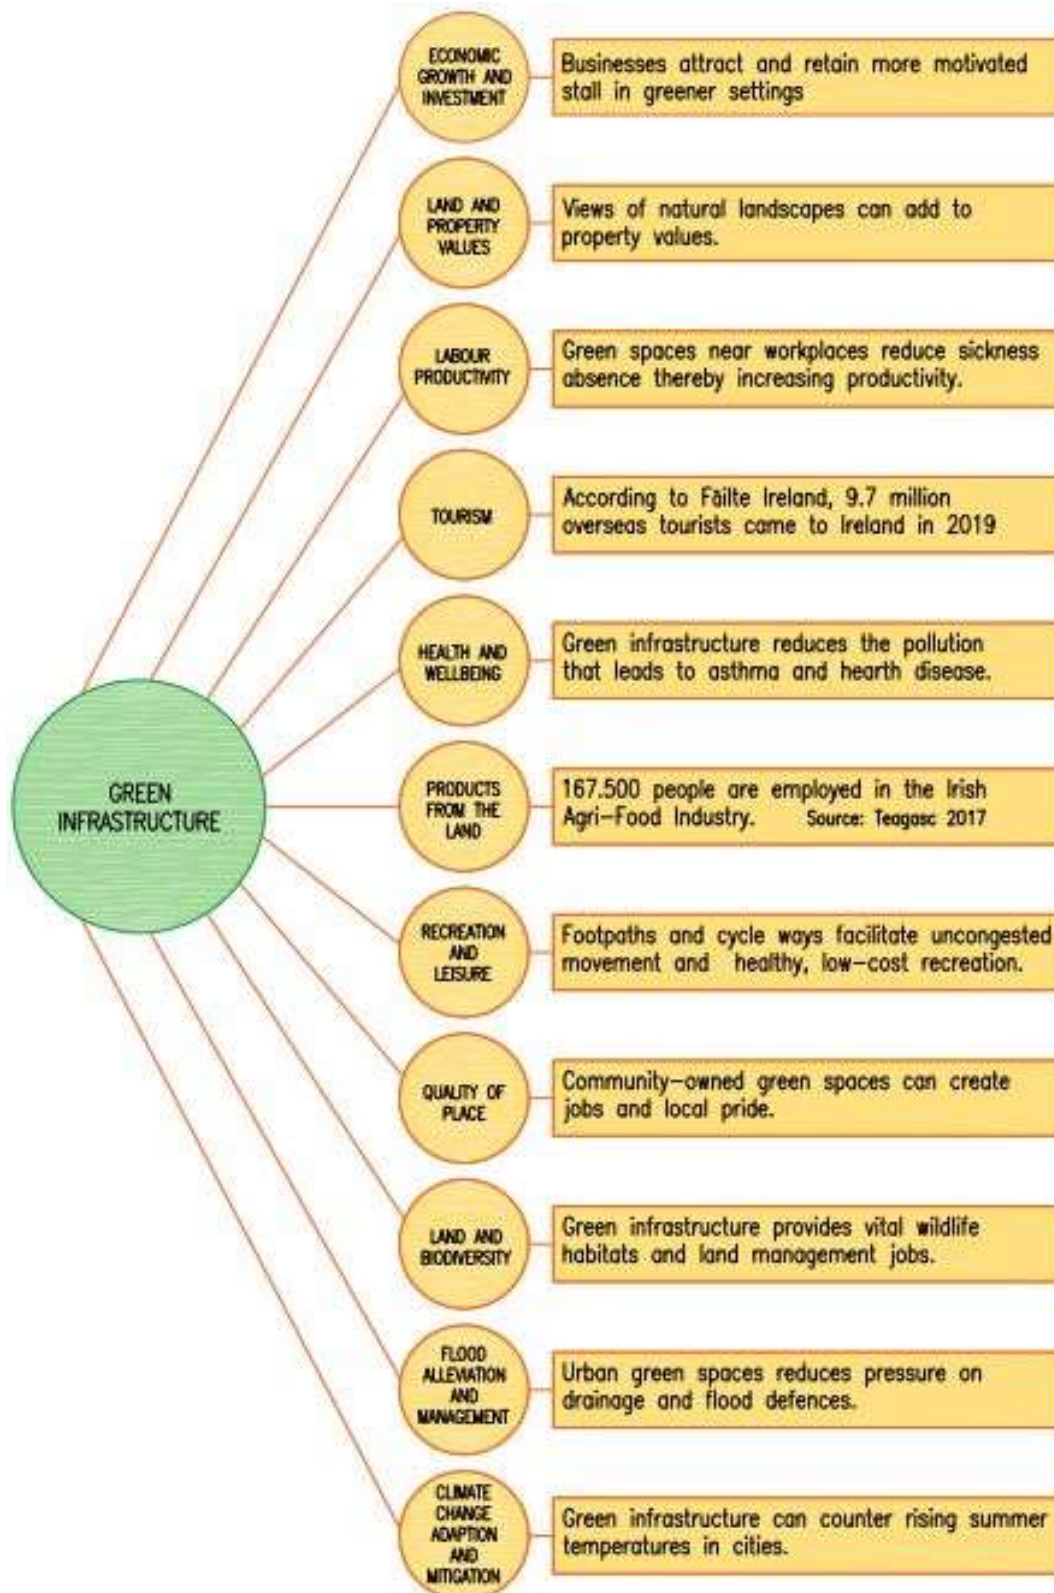 ECONOMIC
GROWTH AND
INVESTMENT
Businesses attract and retain more motivated
stall in greener settings
LAND AND
PROPERTY
VALUES
Views of natural landscapes can add to
property values.
LABOUR
PRODUCTIVITY
Green spaces near workplaces reduce sickness
absence thereby increasing productivity.
TOURISM
According to Fáilte Ireland, 9.7 million
overseas tourists came to Ireland in 2019
HEALTH AND
WELLBEING
Green infrastructure reduces the pollution
that leads to asthma and hearth disease.
GREEN
INFRASTRUCTURE
PRODUCTS
FROM THE
LAND
167.500 people are employed in the Irish
Agri-Food Industry. Source: Teagasc 2017
RECREATION
AND
LEISURE
Footpaths and cycle ways facilitate uncongested
movement and healthy, low-cost recreation.
QUALITY OF
PLACE
Community-owned green spaces can create
jobs and local pride.
LAND AND
BIODIVERSITY
Green infrastructure provides vital wildlife
habitats and land management jobs.
FLOOD
ALLEVIATION
AND
MANAGEMENT
Urban green spaces reduces pressure on
drainage and flood defences.
CLIMATE
CHANGE
ADAPTION
AND
MITIGATION
Green infrastructure can counter rising summer
temperatures in cities.